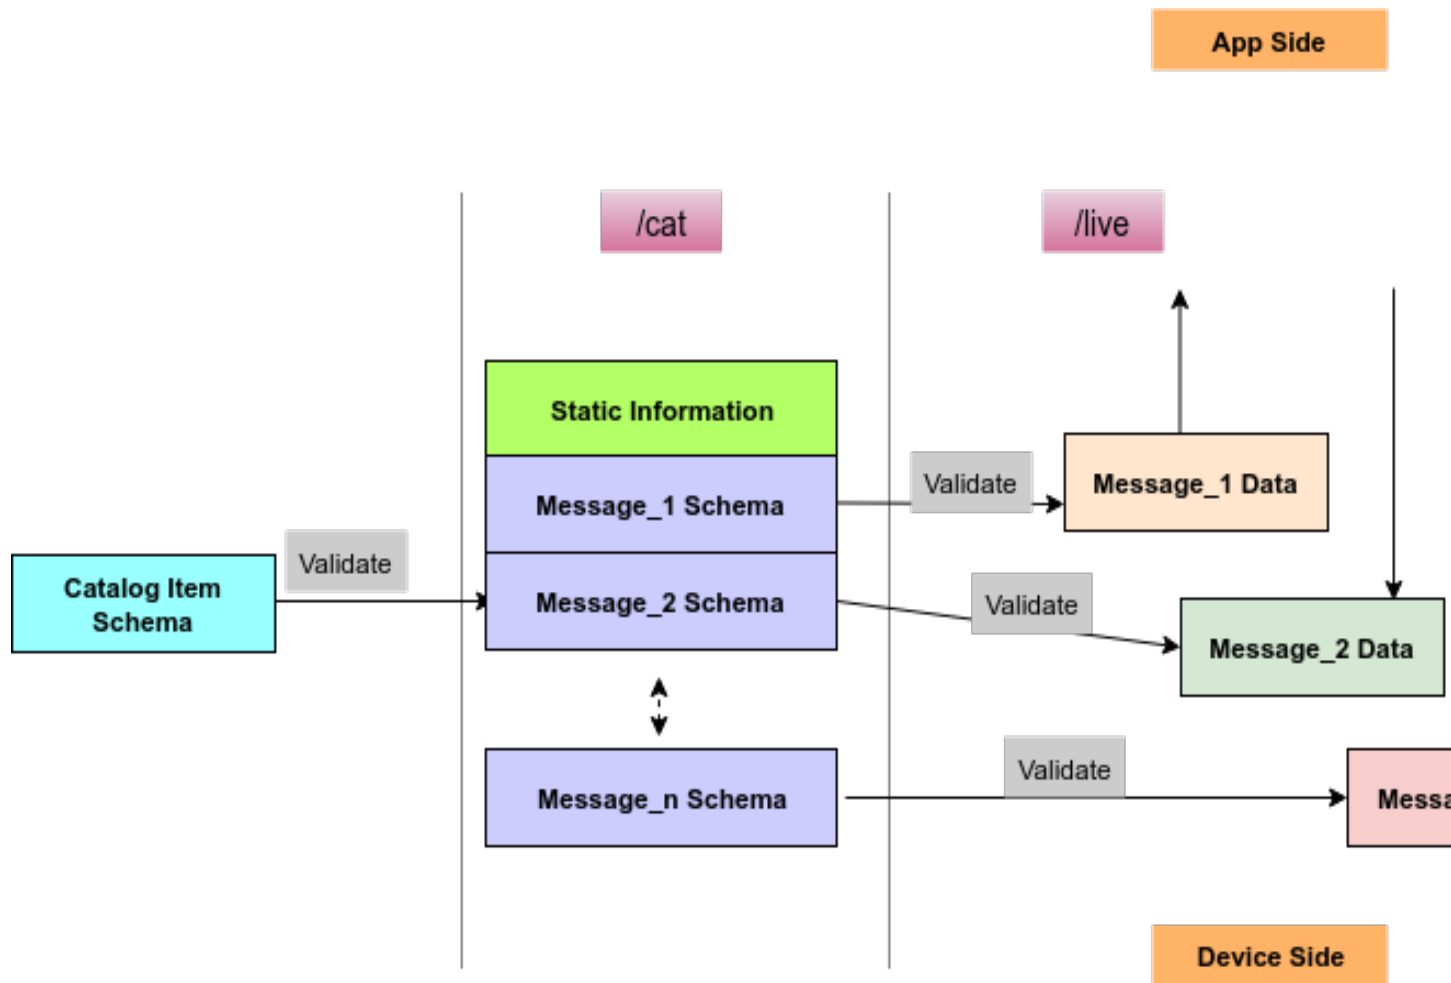 App Side
/cat
/live
Static Information
Validate
Message_1 Data
Message_1 Schema
Validate
Catalog Item
Schema
Message_2 Schema
Validate
Message_2 Data
Message_n Schema
Validate
Device Side